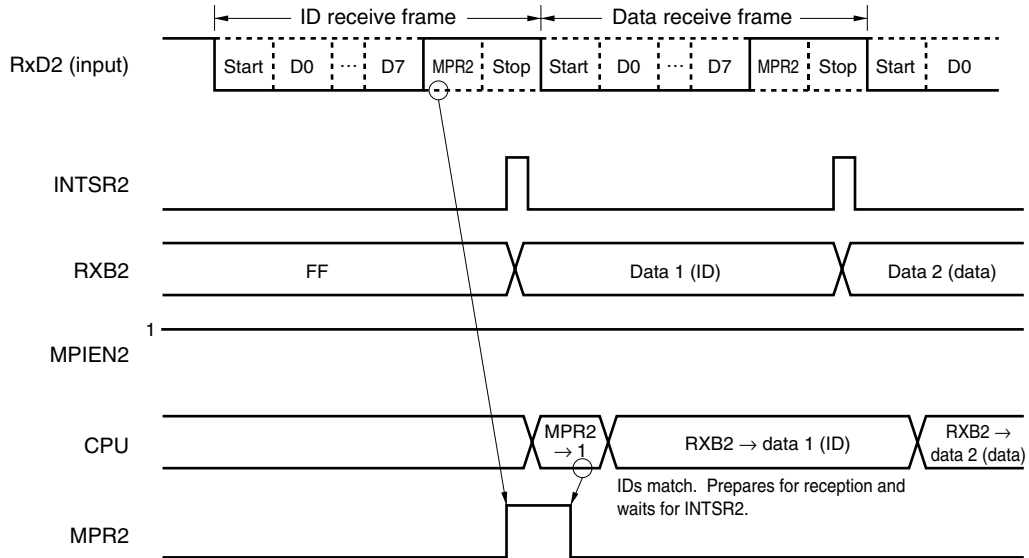 ID receive frame Data receive frame
RxD2 (input) Start D0 ... D7 MPR2 Stop Start D0 ... D7 MPR2 Stop Start D0
INTSR2
RXB2 FF Data 1 (ID) Data 2 (data)
1
MPIEN2
CPU MPR2 → 1 RXB2 → data 1 (ID) RXB2 → data 2 (data)
IDs match. Prepares for reception and
waits for INTSR2.
MPR2